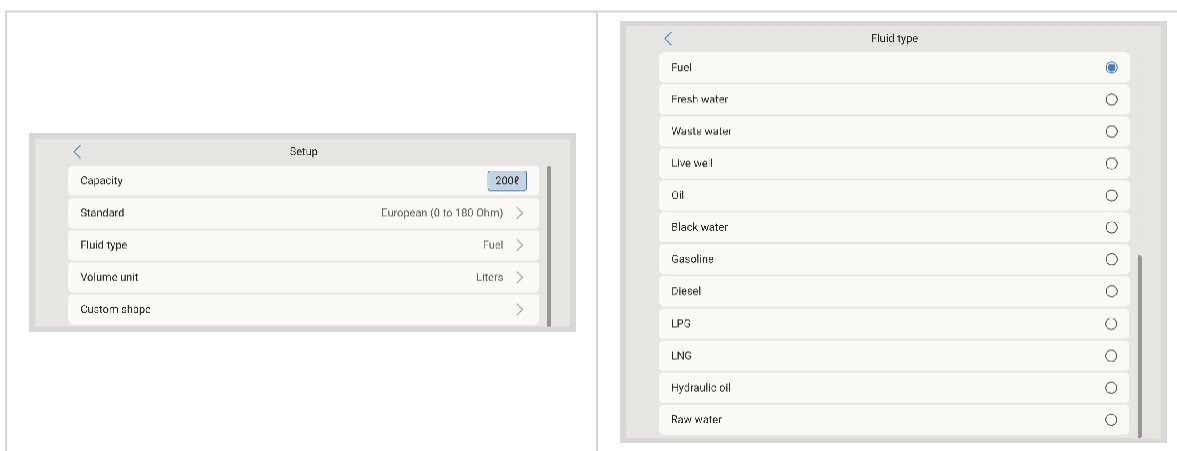 Setup
Capacity 200ℓ
Standard European (0 to 180 Ohm)
Fluid type Fuel
Volume unit Liters
Custom shape
Fluid type
Fuel
Fresh water
Waste water
Live well
Oil
Black water
Gasoline
Diesel
LPG
LNG
Hydraulic oil
Raw water